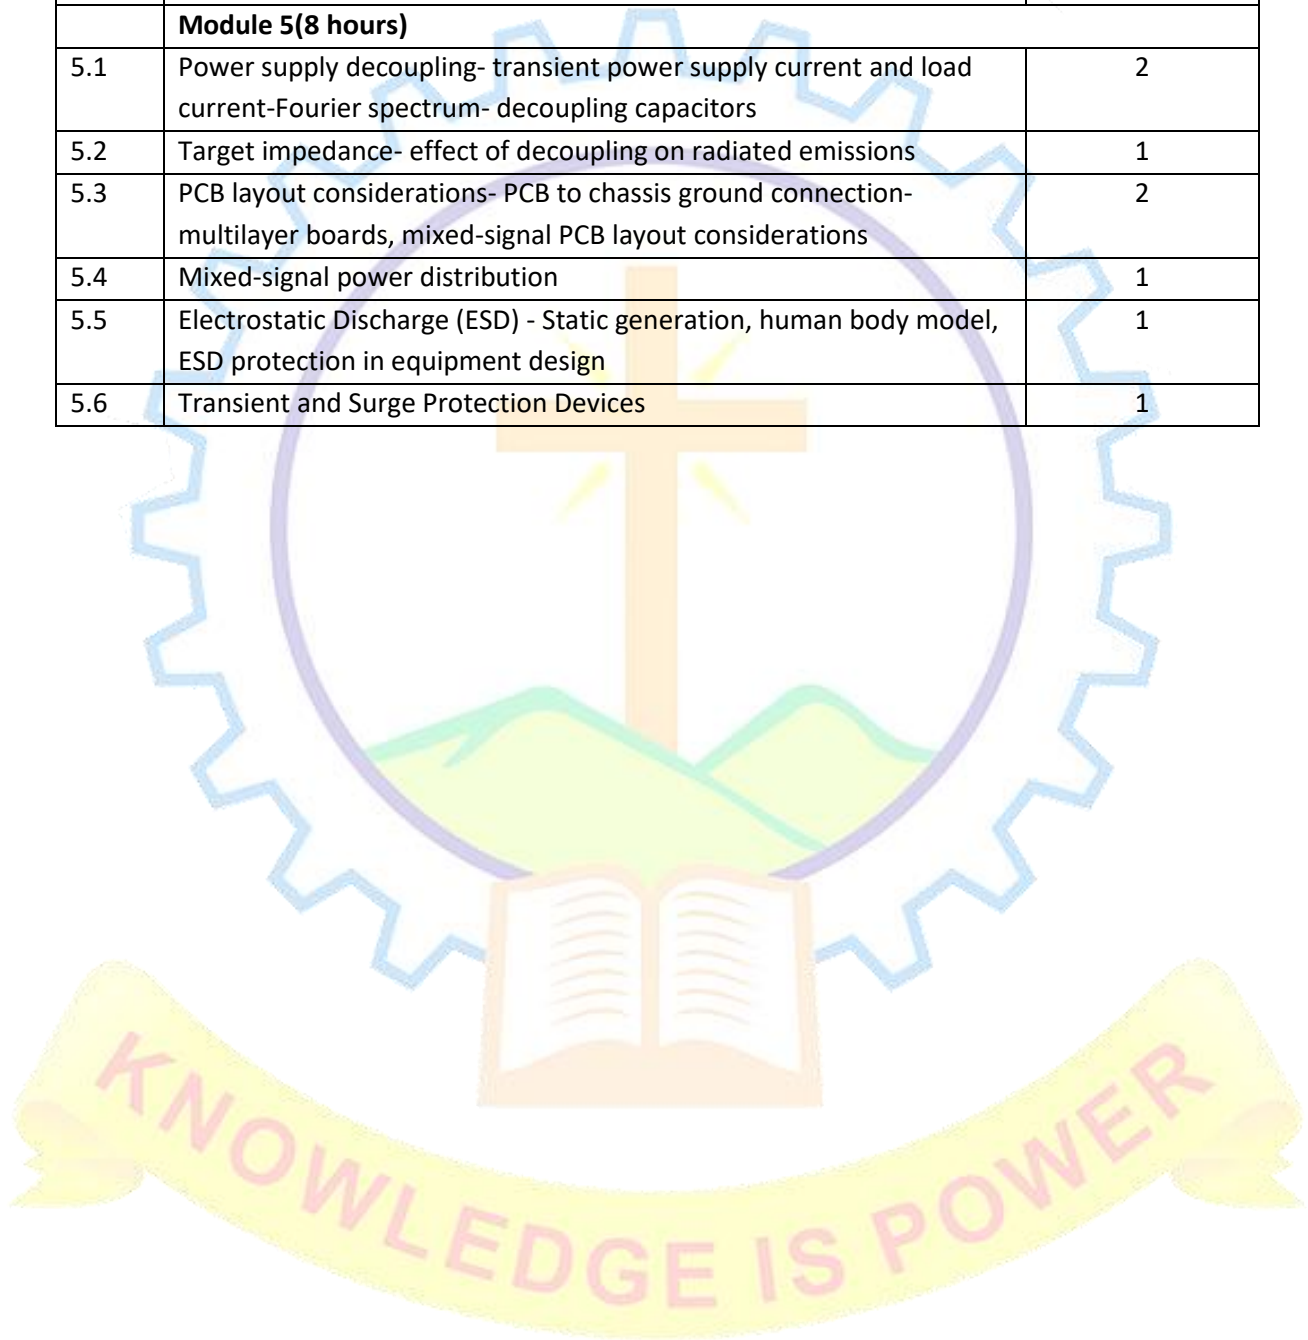 Module 5(8 hours)
5.1 Power supply decoupling- transient power supply current and load 2
current-Fourier spectrum- decoupling capacitors
5.2 Target impedance- effect of decoupling on radiated emissions 1
5.3 PCB layout considerations- PCB to chassis ground connection- 2
multilayer boards, mixed-signal PCB layout considerations
5.4 Mixed-signal power distribution 1
5.5 Electrostatic Discharge (ESD) - Static generation, human body model, 1
ESD protection in equipment design
5.6 Transient and Surge Protection Devices 1
KNOWLEDGE IS POWER